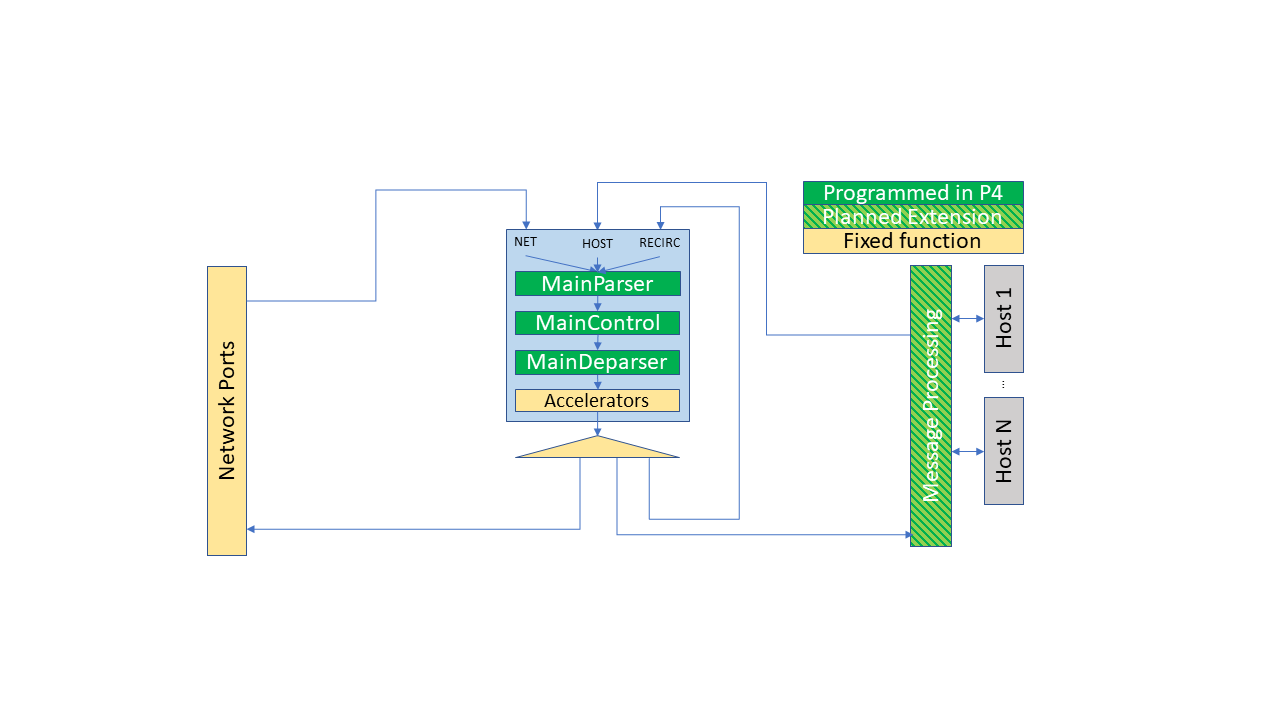 Programmed in P4
Planned Extension
Fixed function
NET
HOST
RECIRC
MainParser
MainControl
MainDeparser
Accelerators
Network Ports
Message Processing
Host 1
...
Host N